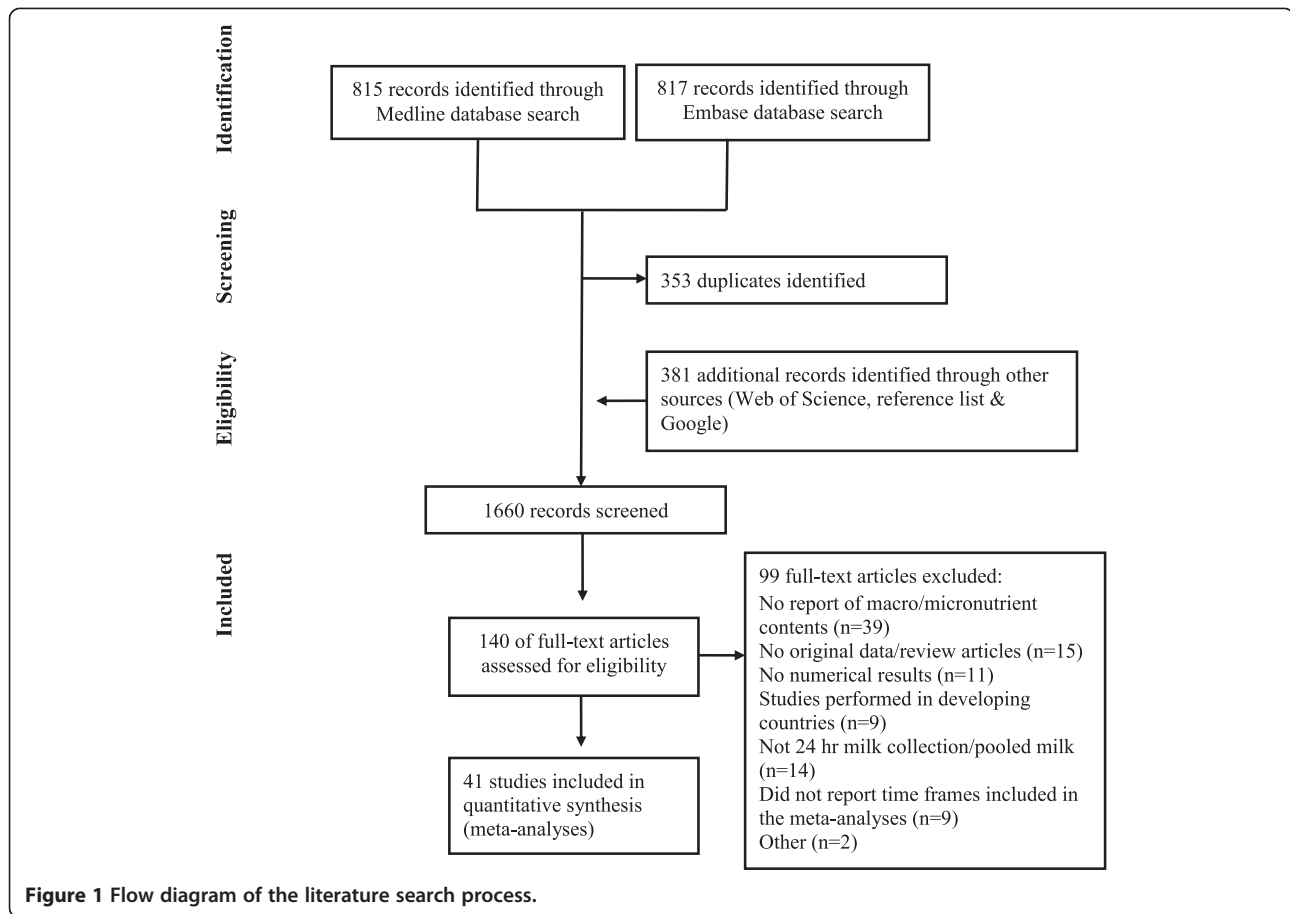 Identification
815 records identified through
Medline database search
817 records identified through
Embase database search
Screening
353 duplicates identified
Eligibility
381 additional records identified through other
sources (Web of Science, reference list &
Google)
1660 records screened
Included
140 of full-text articles
assessed for eligibility
99 full-text articles excluded:
No report of macro/micronutrient
contents (n=39)
No original data/review articles (n=15)
No numerical results (n=11)
Studies performed in developing
countries (n=9)
Not 24 hr milk collection/pooled milk
(n=14)
Did not report time frames included in
the meta-analyses (n=9)
Other (n=2)
41 studies included in
quantitative synthesis
(meta-analyses)
Figure 1 Flow diagram of the literature search process.